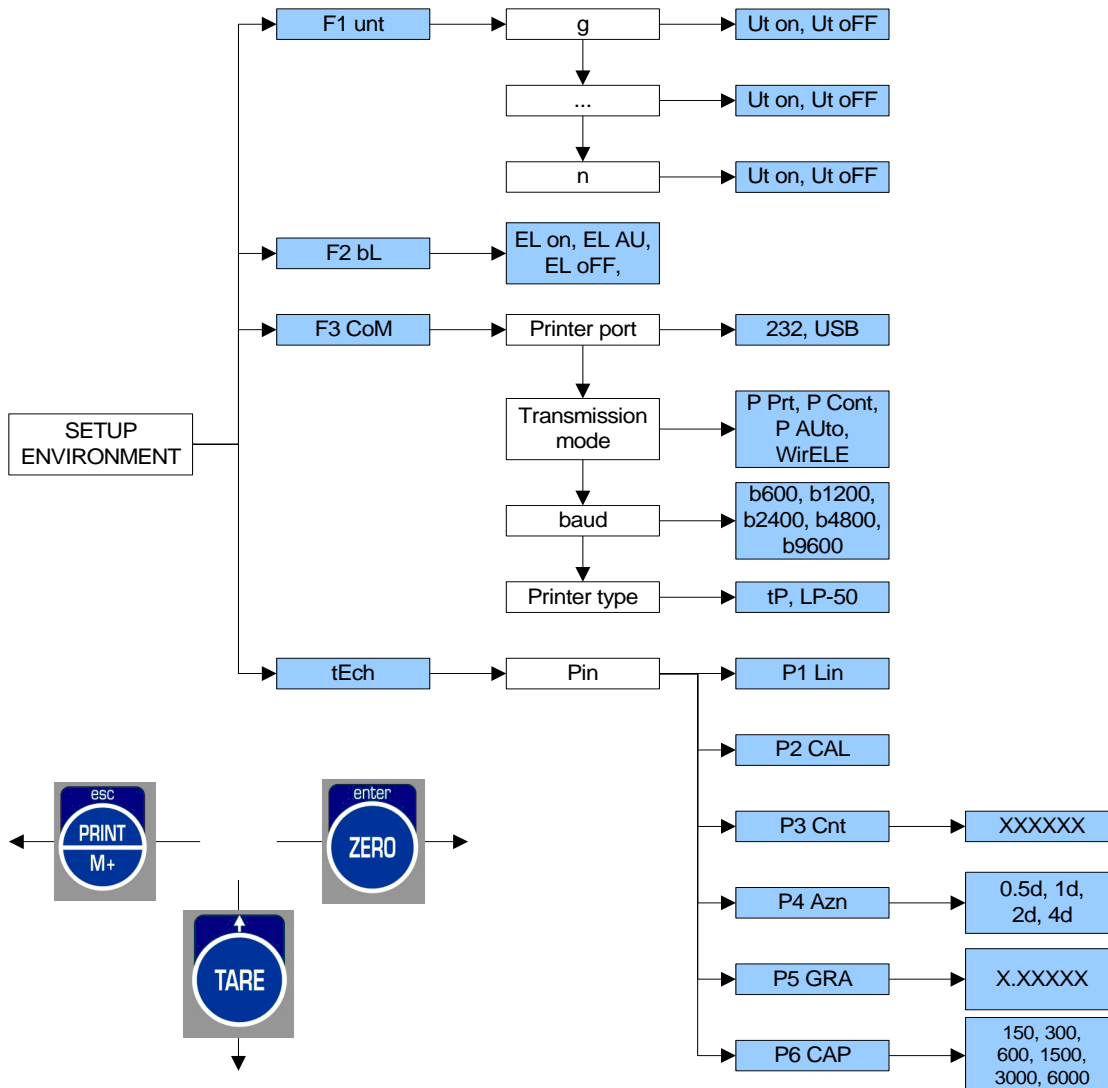 F1 unt
g
Ut on, Ut oFF
...
Ut on, Ut oFF
n
Ut on, Ut oFF
F2 bL
EL on, EL AU,
EL oFF,
F3 CoM
Printer port
232, USB
SETUP
ENVIRONMENT
Transmission
mode
P Prt, P Cont,
P AUto,
WirELE
baud
b600, b1200,
b2400, b4800,
b9600
Printer type
tP, LP-50
tEch
Pin
P1 Lin
P2 CAL
P3 Cnt
XXXXXX
P4 Azn
0.5d, 1d,
2d, 4d
P5 GRA
X.XXXXX
P6 CAP
150, 300,
600, 1500,
3000, 6000
esc
PRINT
M+
enter
ZERO
TARE